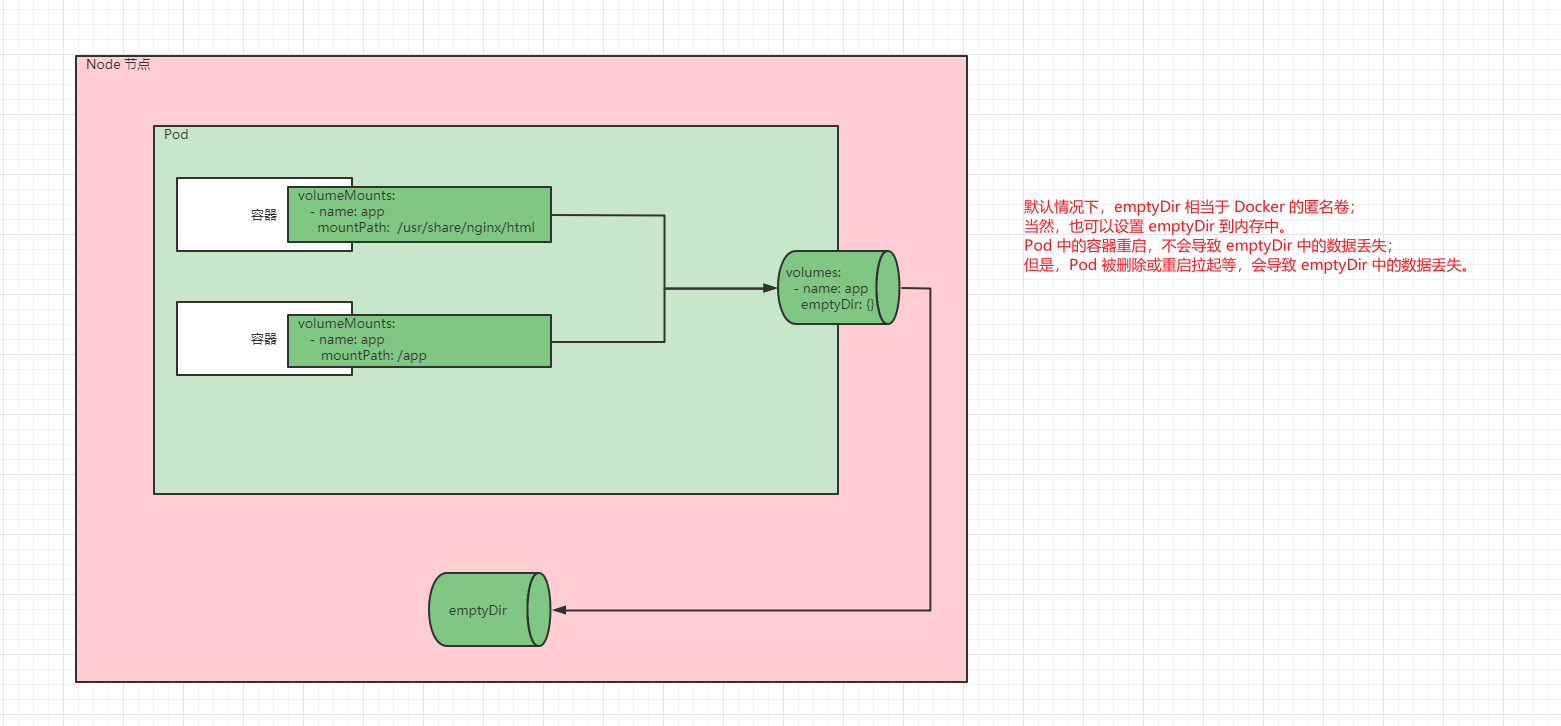 Node 节点
Pod
容器
volumeMounts:
- name: app
mountPath: /usr/share/nginx/html
容器
volumeMounts:
- name: app
mountPath: /app
volumes:
- name: app
emptyDir: {}
emptyDir
默认情况下，emptyDir 相当于 Docker 的匿名卷；
当然，也可以设置 emptyDir 到内存中。
Pod 中的容器重启，不会导致 emptyDir 中的数据丢失；
但是，Pod 被删除或重启拉起等，会导致 emptyDir 中的数据丢失。